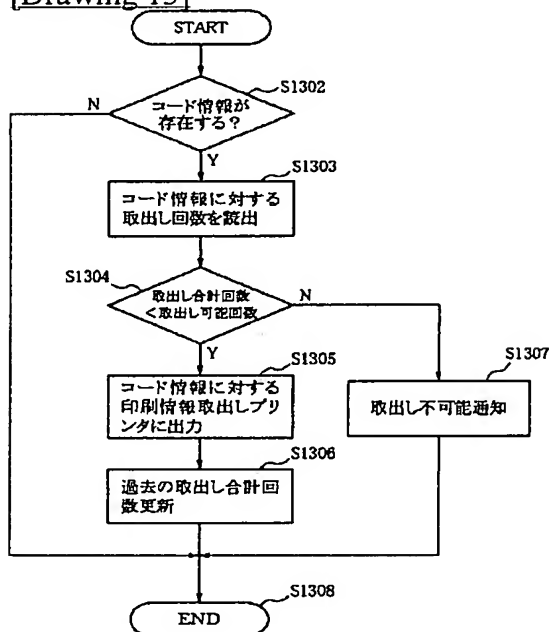 [Drawing 13]
START
S1302
N
コード情報が
存在する?
Y
S1303
コード情報に対する
取出し回数を読出
S1304
取出し合計回数
<取出し可能回数
N
Y
S1305
コード情報に対する
印刷情報取出しプリ
ンタに出力
S1307
取出し不可能通知
S1306
過去の取出し合計回
数更新
S1308
END